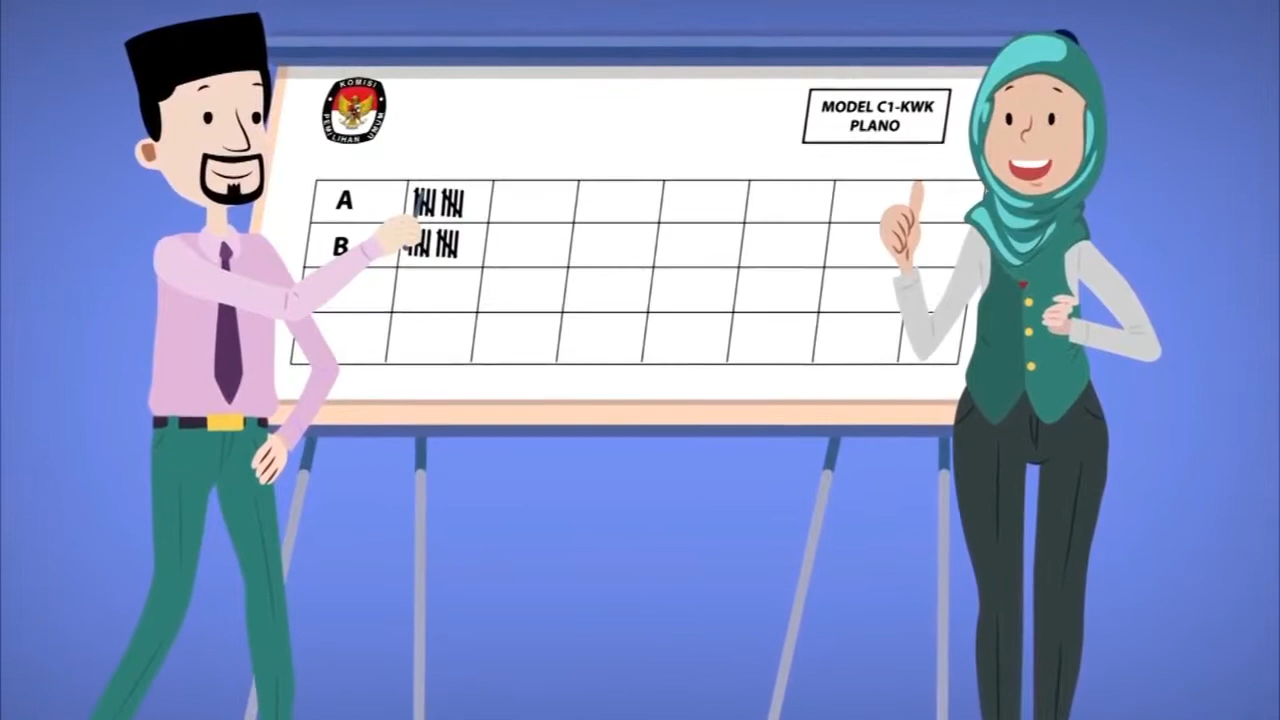 KOMISI
PEMILIHAN UMUM
MODEL C1-KWK
PLANO
A
B